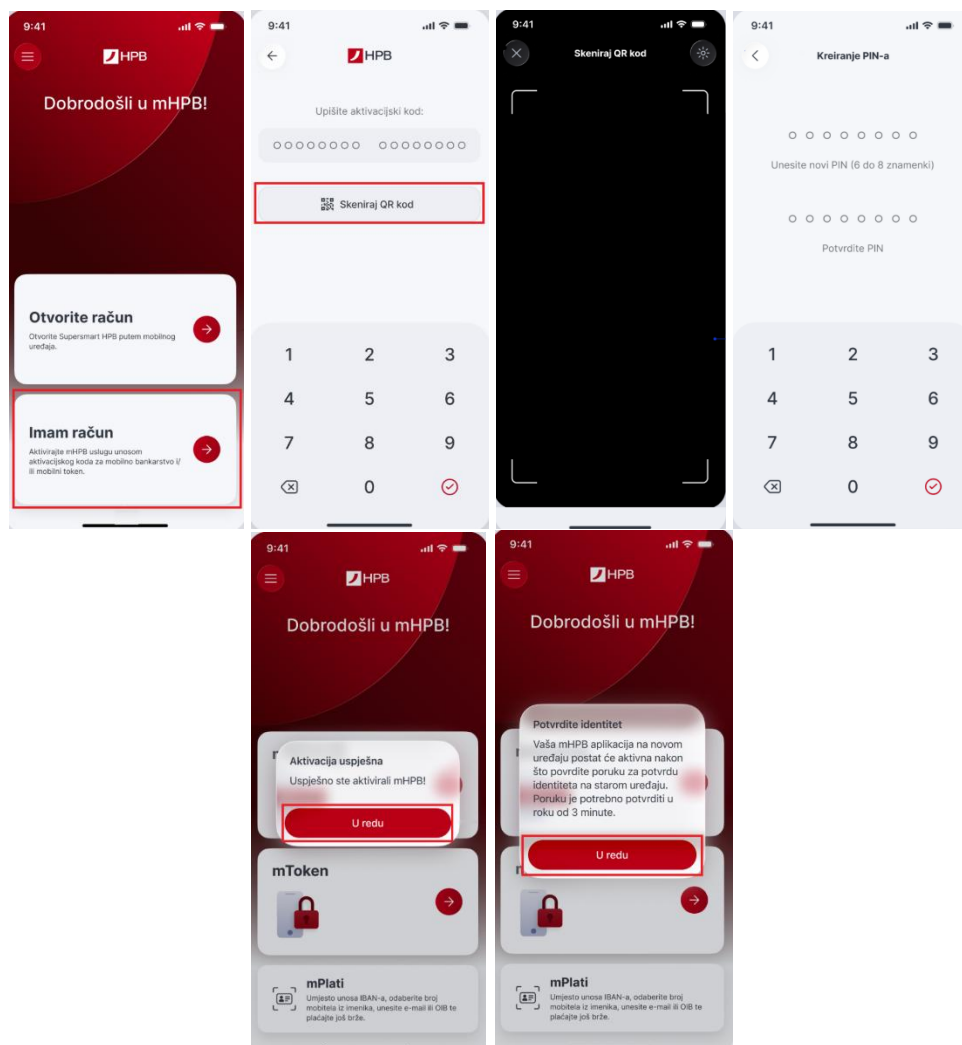 9:41
HPB
Dobrodošli u mHPB!
Otvorite račun
Otvorite Supersmart HPB putem mobilnog
uređaja.
Imam račun
Aktivirajte mHPB uslugu unosom
aktivacijskog koda za mobilno bankarstvo i/
ili mobilni token.
9:41
HPB
Upišite aktivacijski kod:
Skeniraj QR kod
1 2 3
4 5 6
7 8 9
0
9:41
Skeniraj QR kod
9:41
Kreiranje PIN-a
Unesite novi PIN (6 do 8 znamenki)
Potvrdite PIN
1 2 3
4 5 6
7 8 9
0
9:41
HPB
Dobrodošli u mHPB!
Aktivacija uspješna
Uspješno ste aktivirali mHPB!
U redu
mToken
mPlati
Umjesto unosa IBAN-a, odaberite broj
mobitela iz imenika, unesite e-mail ili OIB te
plaćajte još brže.
9:41
HPB
Dobrodošli u mHPB!
Potvrdite identitet
Vaša mHPB aplikacija na novom
uređaju postat će aktivna nakon
što povrdite poruku za potvrdu
identiteta na starom uređaju.
Poruku je potrebno potvrditi u
roku od 3 minute.
U redu
mPlati
Umjesto unosa IBAN-a, odaberite broj
mobitela iz imenika, unesite e-mail ili OIB te
plaćajte još brže.